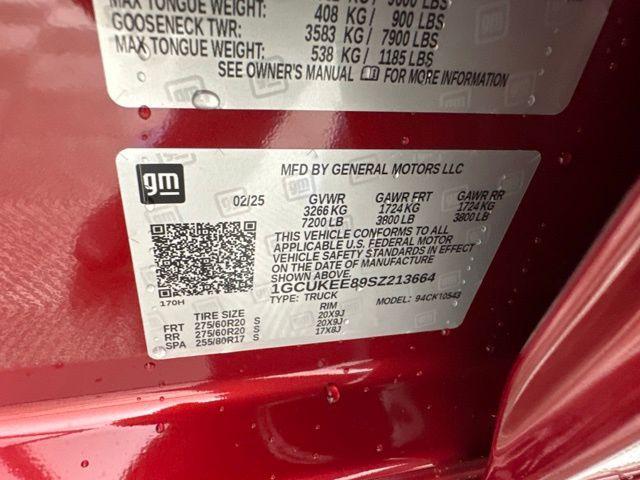 MAX TONGUE WEIGHT: 408 KG / 900 LBS
GOOSENECK TWR: 3583 KG / 7900 LBS
MAX TONGUE WEIGHT: 538 KG / 1185 LBS
SEE OWNER'S MANUAL FOR MORE INFORMATION
gm
MFD BY GENERAL MOTORS LLC
02/25 GVWR GAWR FRT GAWR RR
3266 KG 1724 KG 1724 KG
7200 LB 3800 LB 3800 LB
THIS VEHICLE CONFORMS TO ALL
APPLICABLE U.S. FEDERAL MOTOR
VEHICLE SAFETY STANDARDS IN EFFECT
ON THE DATE OF MANUFACTURE
SHOWN ABOVE.
1GCUKEE89SZ213664
170H TYPE: TRUCK MODEL: 94CK10543
TIRE SIZE RIM
FRT 275/60R20 S 20X9J
RR 275/60R20 S 20X9J
SPA 255/80R17 S 17X8J